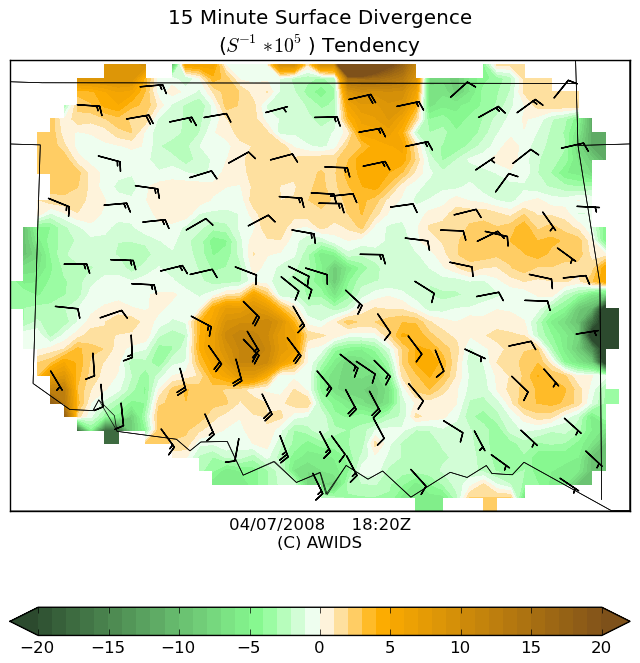 15 Minute Surface Divergence
(S⁻¹ * 10⁵ ) Tendency
04/07/2008 18:20Z
(C) AWIDS
−20 −15 −10 −5 0 5 10 15 20